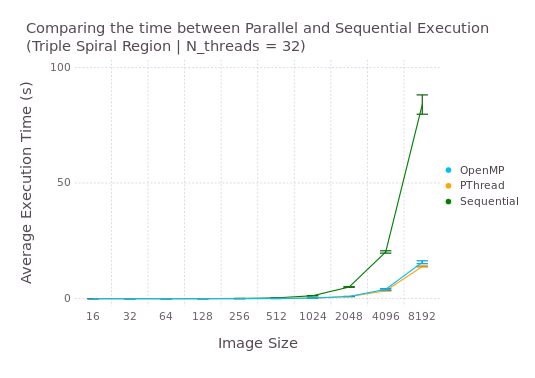 Comparing the time between Parallel and Sequential Execution
(Triple Spiral Region | N_threads = 32)
Average Execution Time (s)
100
50
0
OpenMP
PThread
Sequential
16 32 64 128 256 512 1024 2048 4096 8192
Image Size